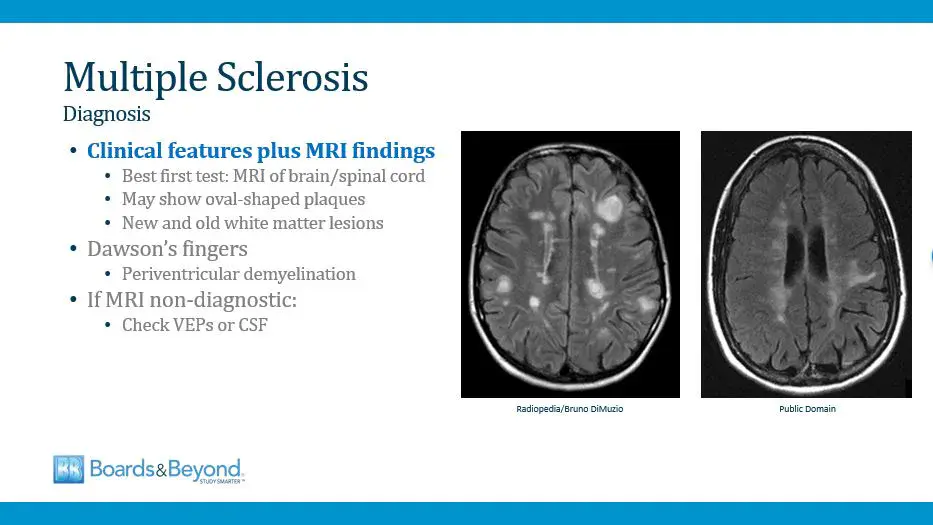 Multiple Sclerosis
Diagnosis
• Clinical features plus MRI findings
• Best first test: MRI of brain/spinal cord
• May show oval-shaped plaques
• New and old white matter lesions
• Dawson's fingers
• Periventricular demyelination
• If MRI non-diagnostic:
• Check VEPs or CSF
Radiopedia/Bruno DiMuzio
Public Domain
BB Boards&Beyond®
STUDY SMARTER™